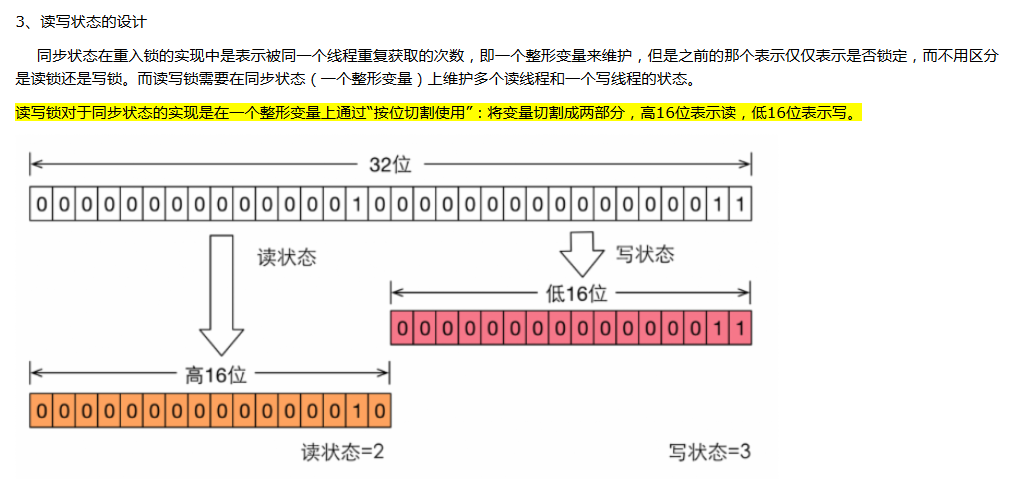 3、读写状态的设计
同步状态在重入锁的实现中是表示被同一个线程重复获取的次数，即一个整形变量来维护，但是之前的那个表示仅仅表示是否锁定，而不用区分
是读锁还是写锁。而读写锁需要在同步状态（一个整形变量）上维护多个读线程和一个写线程的状态。
读写锁对于同步状态的实现是在一个整形变量上通过“按位切割使用”：将变量切割成两部分，高16位表示读，低16位表示写。
32位
0 0 0 0 0 0 0 0 0 0 0 0 0 0 1 0 0 0 0 0 0 0 0 0 0 0 0 0 0 0 1 1
读状态
写状态
低16位
0 0 0 0 0 0 0 0 0 0 0 0 0 0 1 1
高16位
0 0 0 0 0 0 0 0 0 0 0 0 0 0 1 0
读状态=2
写状态=3